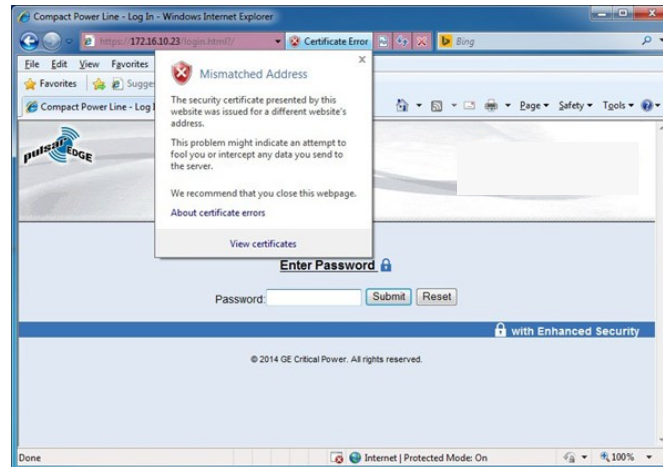 Compact Power Line - Log In - Windows Internet Explorer
https://172.16.10.23/login.html?/
Certificate Error
Bing
File Edit View Favorites
Favorites Sugge
Compact Power Line - Log I
Page Safety Tools
Mismatched Address
X
The security certificate presented by this
website was issued for a different website's
address.
This problem might indicate an attempt to
fool you or intercept any data you send to
the server.
We recommend that you close this webpage.
About certificate errors
View certificates
pulsar EDGE
Enter Password
Password: Submit Reset
with Enhanced Security
© 2014 GE Critical Power. All rights reserved.
Done Internet | Protected Mode: On 100%